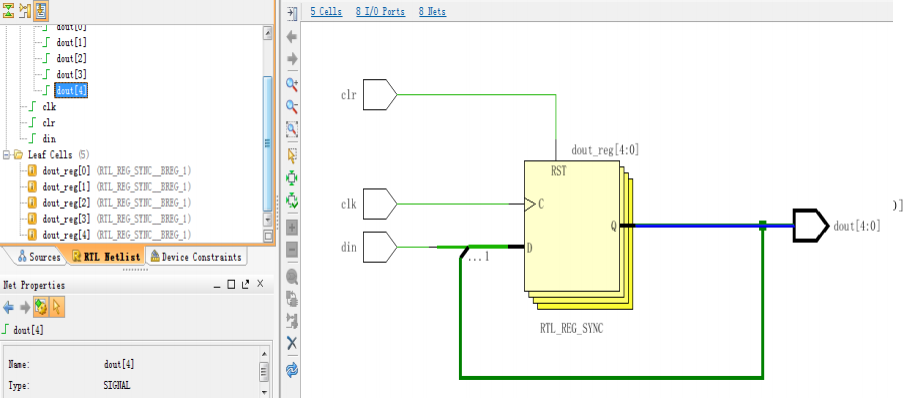 dout[0]
dout[1]
dout[2]
dout[3]
dout[4]
clk
clr
din
Leaf Cells (5)
dout_reg[0] (RTL_REG_SYNC__BREG_1)
dout_reg[1] (RTL_REG_SYNC__BREG_1)
dout_reg[2] (RTL_REG_SYNC__BREG_1)
dout_reg[3] (RTL_REG_SYNC__BREG_1)
dout_reg[4] (RTL_REG_SYNC__BREG_1)
Sources RTL Netlist Device Constraints
Net Properties
dout[4]
Name: dout[4]
Type: SIGNAL
5 Cells 8 I/O Ports 8 Nets
clr
dout_reg[4:0]
RST
clk
C
)]
Q
dout[4:0]
din
D
...1
RTL_REG_SYNC